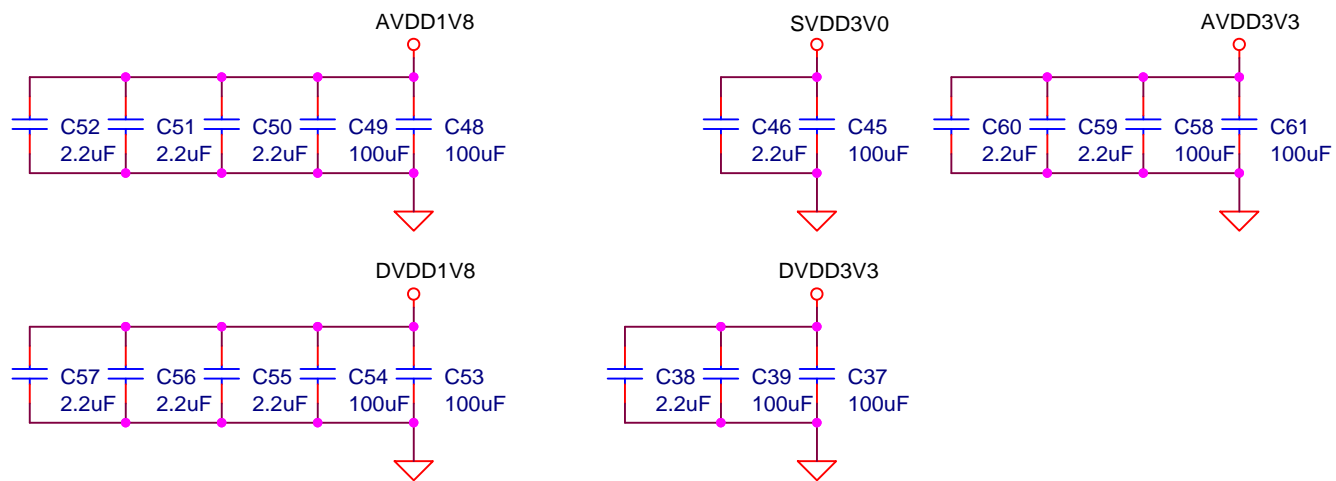 AVDD1V8
SVDD3V0
AVDD3V3
C52 C51 C50 C49 C48
2.2uF 2.2uF 2.2uF 100uF 100uF
C46 C45
2.2uF 100uF
C60 C59 C58 C61
2.2uF 2.2uF 100uF 100uF
DVDD1V8
DVDD3V3
C57 C56 C55 C54 C53
2.2uF 2.2uF 2.2uF 100uF 100uF
C38 C39 C37
2.2uF 100uF 100uF